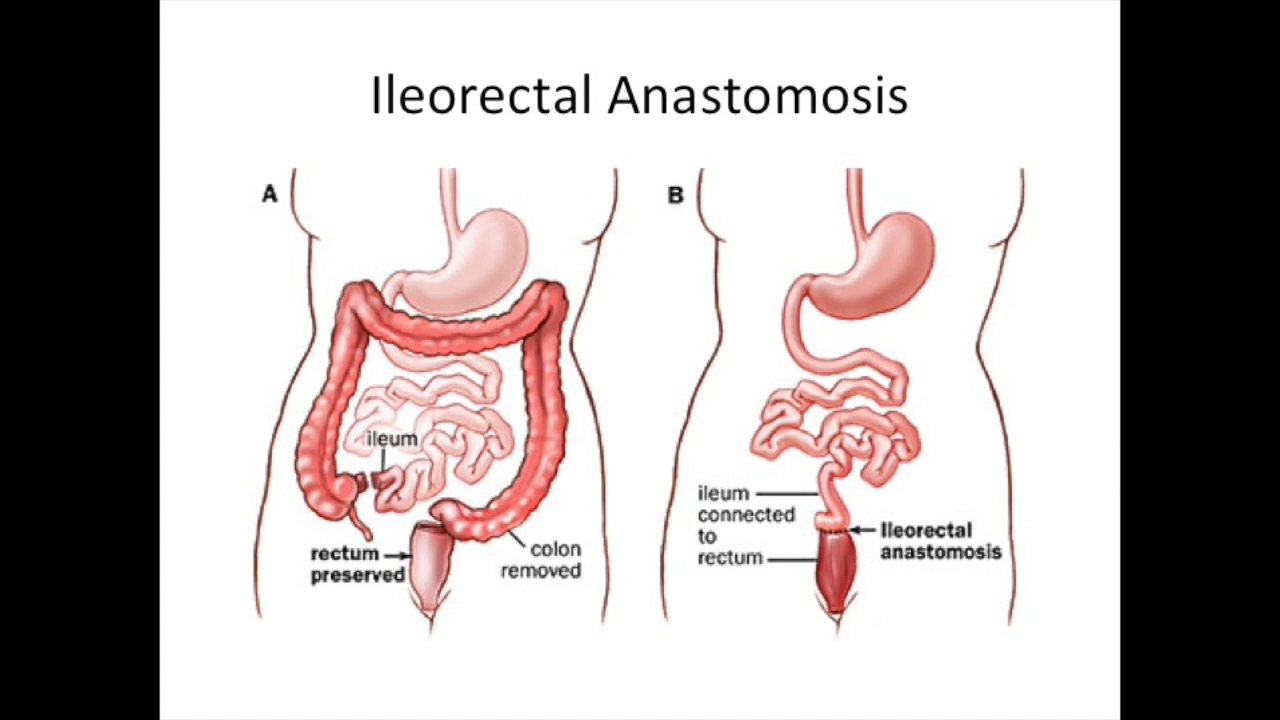 Ileorectal Anastomosis
A
ileum
rectum
preserved
colon
removed
B
ileum
connected
to
rectum
Ileorectal
anastomosis